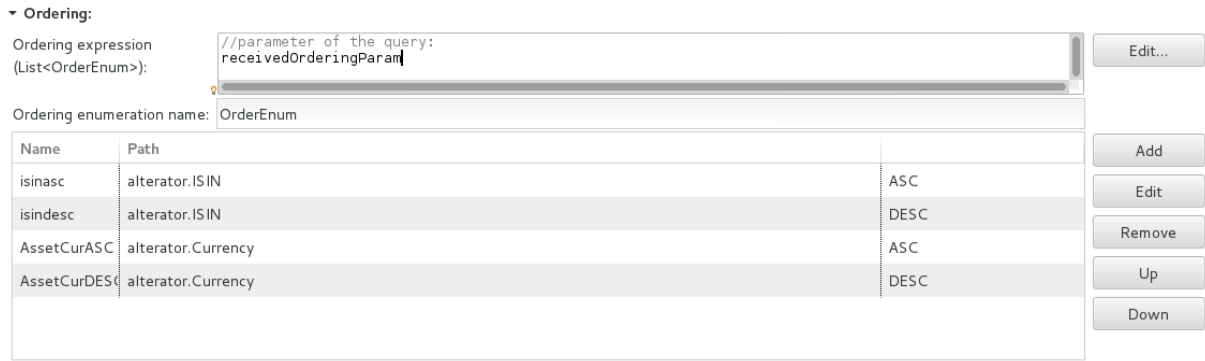 Ordering:
Ordering expression
(List<OrderEnum>):
//parameter of the query:
receivedOrderingParam
Edit...
Ordering enumeration name: OrderEnum
Name Path
isinasc alterator.ISIN ASC
isindesc alterator.ISIN DESC
AssetCurASC alterator.Currency ASC
AssetCurDESC alterator.Currency DESC
Add
Edit
Remove
Up
Down